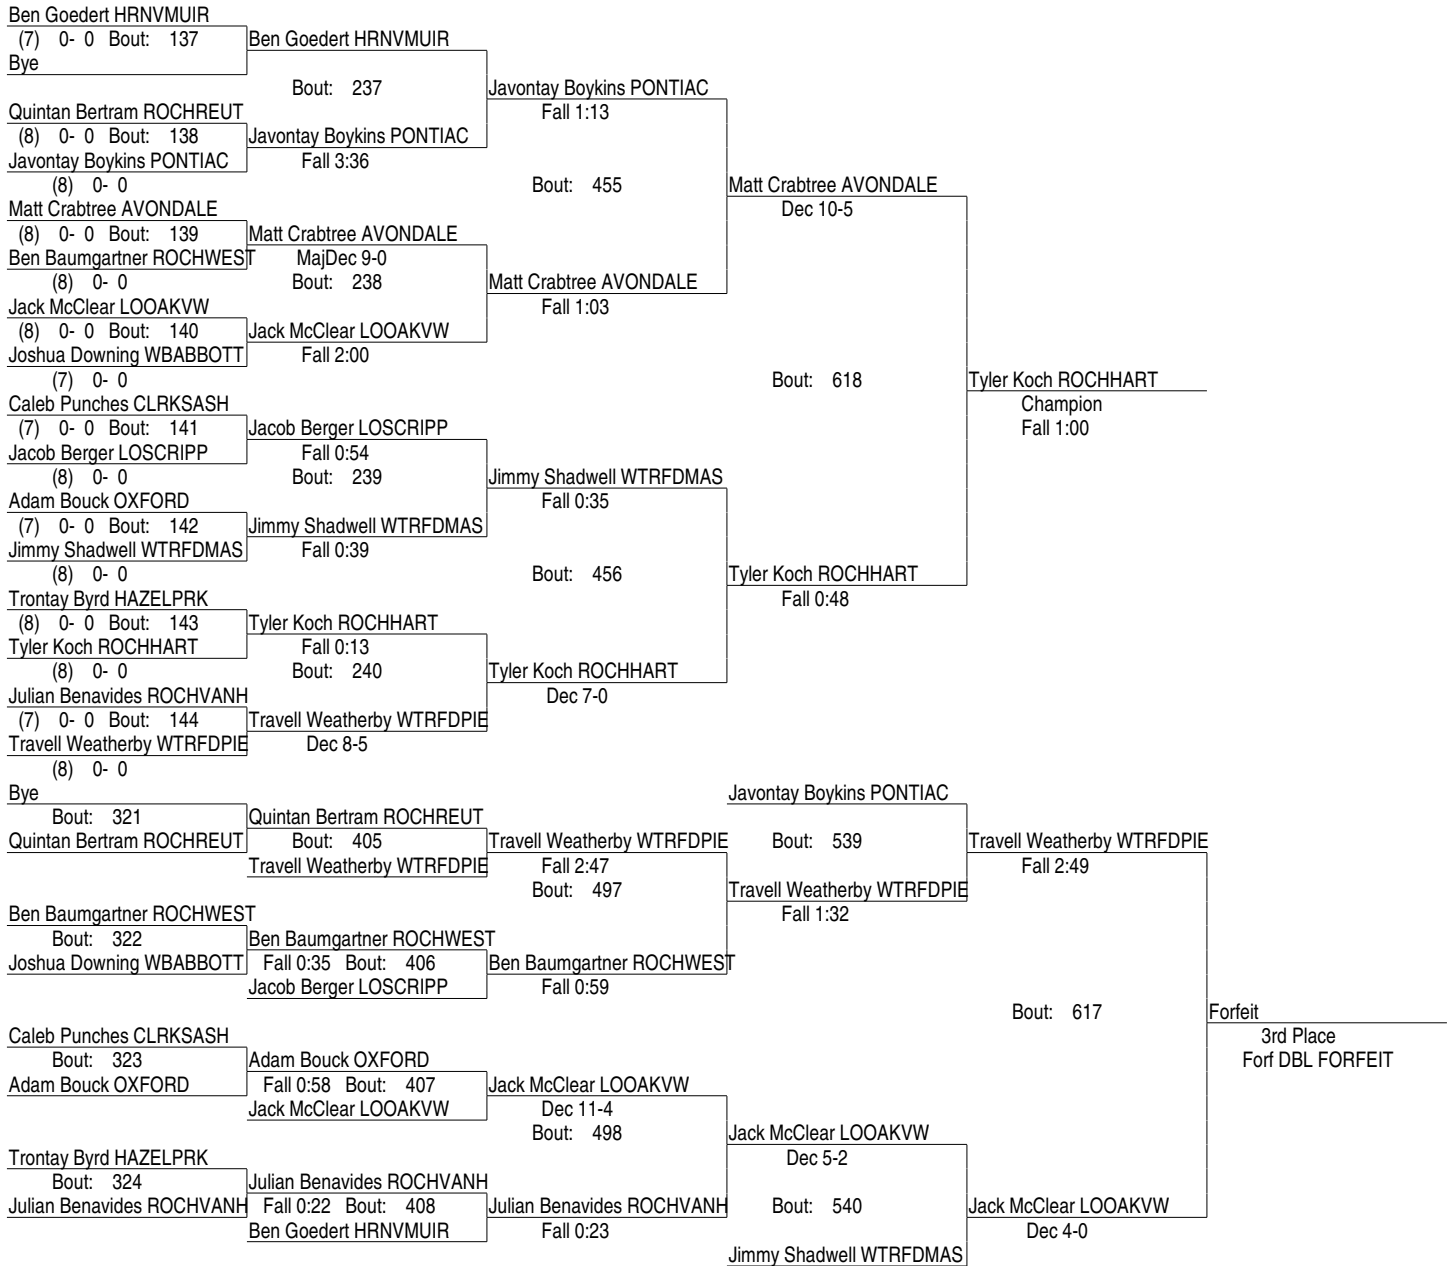 Ben Goedert HRNVMUIR
(7) 0- 0 Bout: 137 Ben Goedert HRNVMUIR
Bye
Bout: 237 Javontay Boykins PONTIAC
Quintan Bertram ROCHREUT Fall 1:13
(8) 0- 0 Bout: 138 Javontay Boykins PONTIAC
Javontay Boykins PONTIAC Fall 3:36
(8) 0- 0 Bout: 455 Matt Crabtree AVONDALE
Matt Crabtree AVONDALE Dec 10-5
(8) 0- 0 Bout: 139 Matt Crabtree AVONDALE
Ben Baumgartner ROCHWEST MajDec 9-0
(8) 0- 0 Bout: 238 Matt Crabtree AVONDALE
Jack McClear LOOAKVW Fall 1:03
(8) 0- 0 Bout: 140 Jack McClear LOOAKVW
Joshua Downing WBABBOTT Fall 2:00
(7) 0- 0 Bout: 618 Tyler Koch ROCHHART
Caleb Punches CLRKSASH Champion
(7) 0- 0 Bout: 141 Jacob Berger LOSCRIPP Fall 1:00
Jacob Berger LOSCRIPP Fall 0:54
(8) 0- 0 Bout: 239 Jimmy Shadwell WTRFDMAS
Adam Bouck OXFORD Fall 0:35
(7) 0- 0 Bout: 142 Jimmy Shadwell WTRFDMAS
Jimmy Shadwell WTRFDMAS Fall 0:39
(8) 0- 0 Bout: 456 Tyler Koch ROCHHART
Trontay Byrd HAZELPRK Fall 0:48
(8) 0- 0 Bout: 143 Tyler Koch ROCHHART
Tyler Koch ROCHHART Fall 0:13
(8) 0- 0 Bout: 240 Tyler Koch ROCHHART
Julian Benavides ROCHVANH Dec 7-0
(7) 0- 0 Bout: 144 Travell Weatherby WTRFDPIE
Travell Weatherby WTRFDPIE Dec 8-5
(8) 0- 0
Bye Javontay Boykins PONTIAC
Bout: 321 Quintan Bertram ROCHREUT
Quintan Bertram ROCHREUT Bout: 405 Travell Weatherby WTRFDPIE Bout: 539 Travell Weatherby WTRFDPIE
Travell Weatherby WTRFDPIE Fall 2:47 Fall 2:49
Bout: 497 Travell Weatherby WTRFDPIE
Ben Baumgartner ROCHWEST Fall 1:32
Bout: 322 Ben Baumgartner ROCHWEST
Joshua Downing WBABBOTT Fall 0:35 Bout: 406 Ben Baumgartner ROCHWEST
Jacob Berger LOSCRIPP Fall 0:59
Bout: 617 Forfeit
Caleb Punches CLRKSASH 3rd Place
Bout: 323 Adam Bouck OXFORD Forf DBL FORFEIT
Adam Bouck OXFORD Fall 0:58 Bout: 407 Jack McClear LOOAKVW
Jack McClear LOOAKVW Dec 11-4
Bout: 498 Jack McClear LOOAKVW
Trontay Byrd HAZELPRK Dec 5-2
Bout: 324 Julian Benavides ROCHVANH
Julian Benavides ROCHVANH Fall 0:22 Bout: 408 Julian Benavides ROCHVANH Bout: 540 Jack McClear LOOAKVW
Ben Goedert HRNVMUIR Fall 0:23 Dec 4-0
Jimmy Shadwell WTRFDMAS